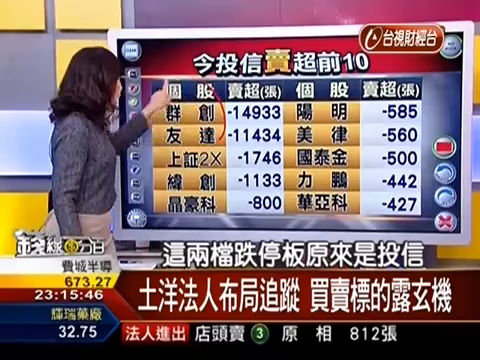 台視財經台
今投信賣超前10
個股 賣超(張) 個股 賣超(張)
群創 -14933 陽明 -585
友達 -11434 美律 -560
上証2X -1746 國泰金 -500
緯創 -1133 力鵬 -442
晶豪科 -800 華亞科 -427
錢線百分百
這兩檔跌停板原來是投信
費城半導
673.27
23:15:46
土洋法人布局追蹤 買賣標的露玄機
輝瑞藥廠
32.75
法人進出 店頭賣 3 原相 812張